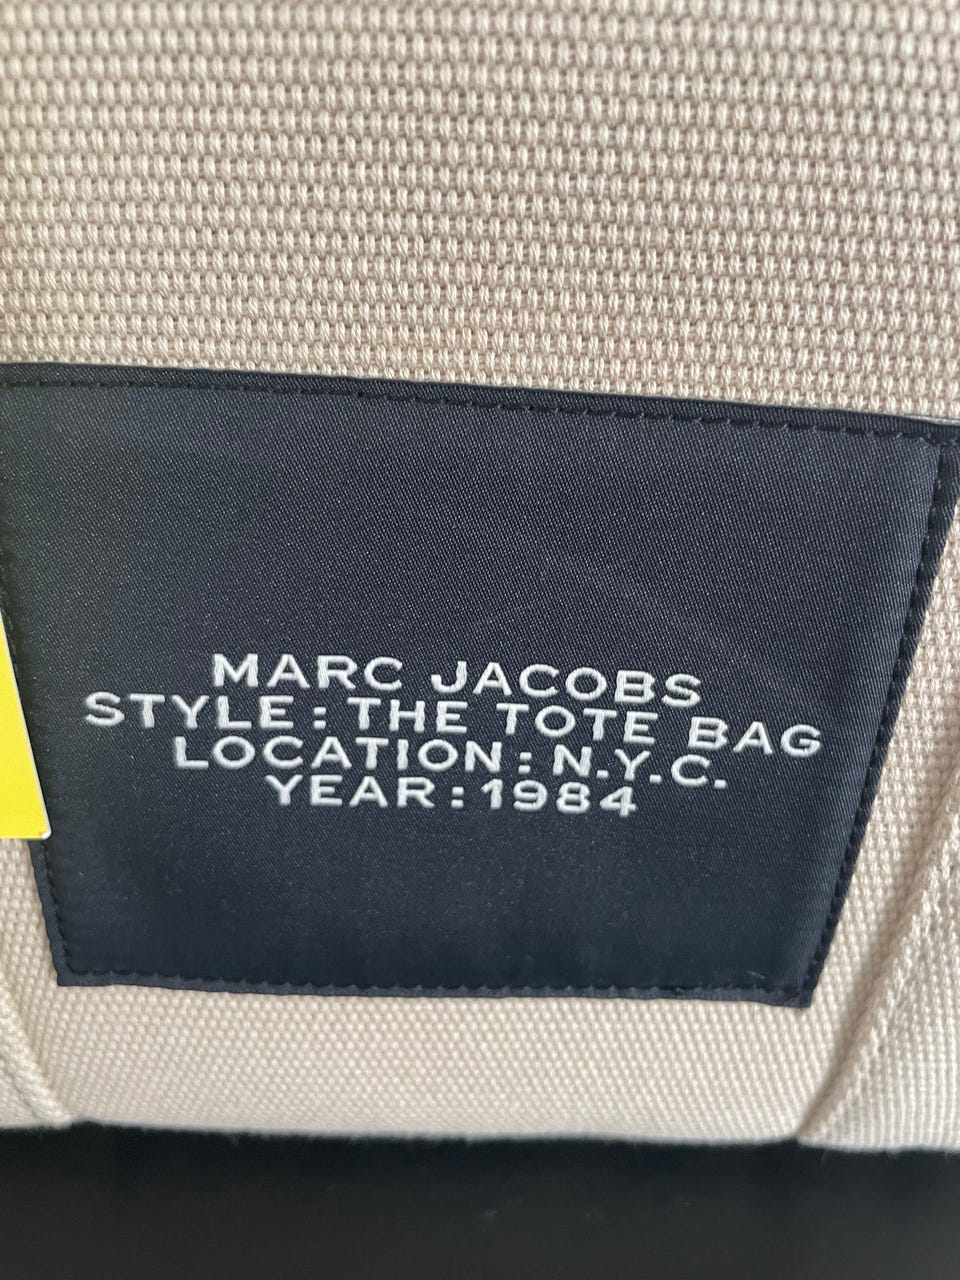 MARC JACOBS
STYLE: THE TOTE BAG
LOCATION: N.Y.C.
YEAR: 1984